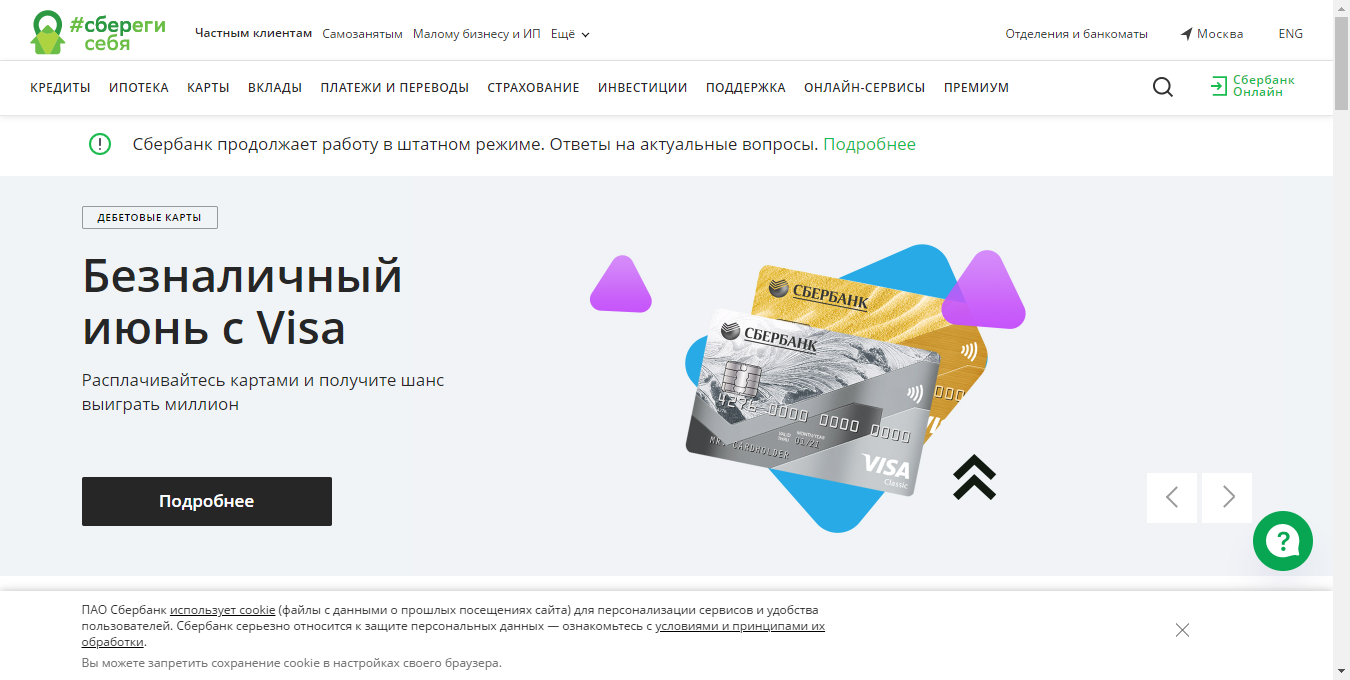 #сбереги
себя
Частным клиентам Самозанятым Малому бизнесу и ИП Ещё
Отделения и банкоматы Москва ENG
КРЕДИТЫ ИПОТЕКА КАРТЫ ВКЛАДЫ ПЛАТЕЖИ И ПЕРЕВОДЫ СТРАХОВАНИЕ ИНВЕСТИЦИИ ПОДДЕРЖКА ОНЛАЙН-СЕРВИСЫ ПРЕМИУМ
Сбербанк
Онлайн
Сбербанк продолжает работу в штатном режиме. Ответы на актуальные вопросы. Подробнее
ДЕБЕТОВЫЕ КАРТЫ
Безналичный
июнь с Visa
Расплачивайтесь картами и получите шанс
выиграть миллион
Подробнее
СБЕРБАНК
СБЕРБАНК
4276 0000 0000 0000
01/21
MR. CARDHOLDER
VISA
Classic
000
?
ПАО Сбербанк использует cookie (файлы с данными о прошлых посещениях сайта) для персонализации сервисов и удобства
пользователей. Сбербанк серьезно относится к защите персональных данных — ознакомьтесь с условиями и принципами их
обработки.
Вы можете запретить сохранение cookie в настройках своего браузера.